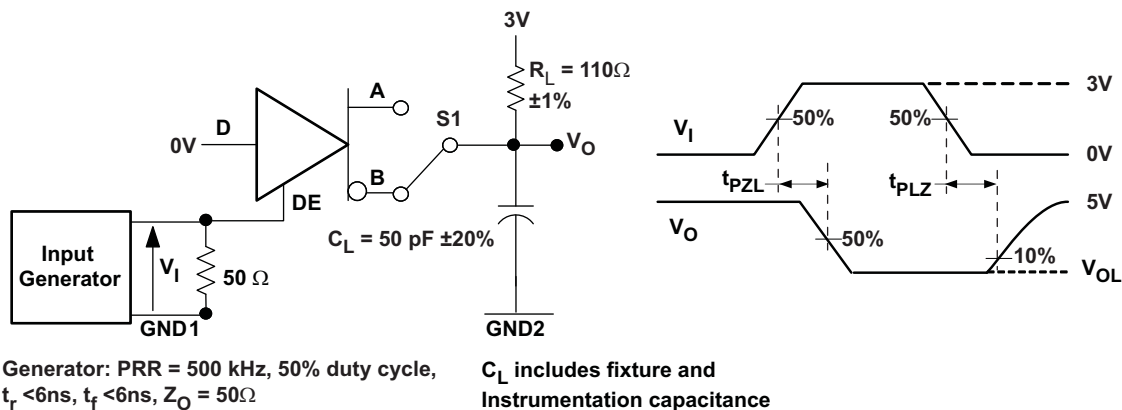 3V
R_L = 110Ω
±1%
A
S1
D
0V
V_O
B
DE
C_L = 50 pF ±20%
Input
Generator
V_I
50 Ω
GND1
GND2
Generator: PRR = 500 kHz, 50% duty cycle,
t_r <6ns, t_f <6ns, Z_O = 50Ω
C_L includes fixture and
Instrumentation capacitance
3V
V_I
50%
50%
0V
t_PZL
t_PLZ
5V
V_O
50%
10%
V_OL